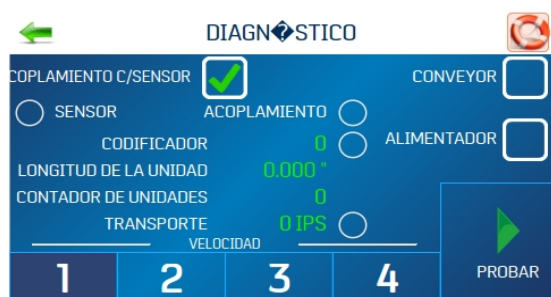 DIAGN�STICO
COPLAMIENTO C/SENSOR CONVEYOR
SENSOR ACOPLAMIENTO
CODIFICADOR 0 ALIMENTADOR
LONGITUD DE LA UNIDAD 0.000 "
CONTADOR DE UNIDADES 0
TRANSPORTE 0 IPS
VELOCIDAD
1 2 3 4 PROBAR